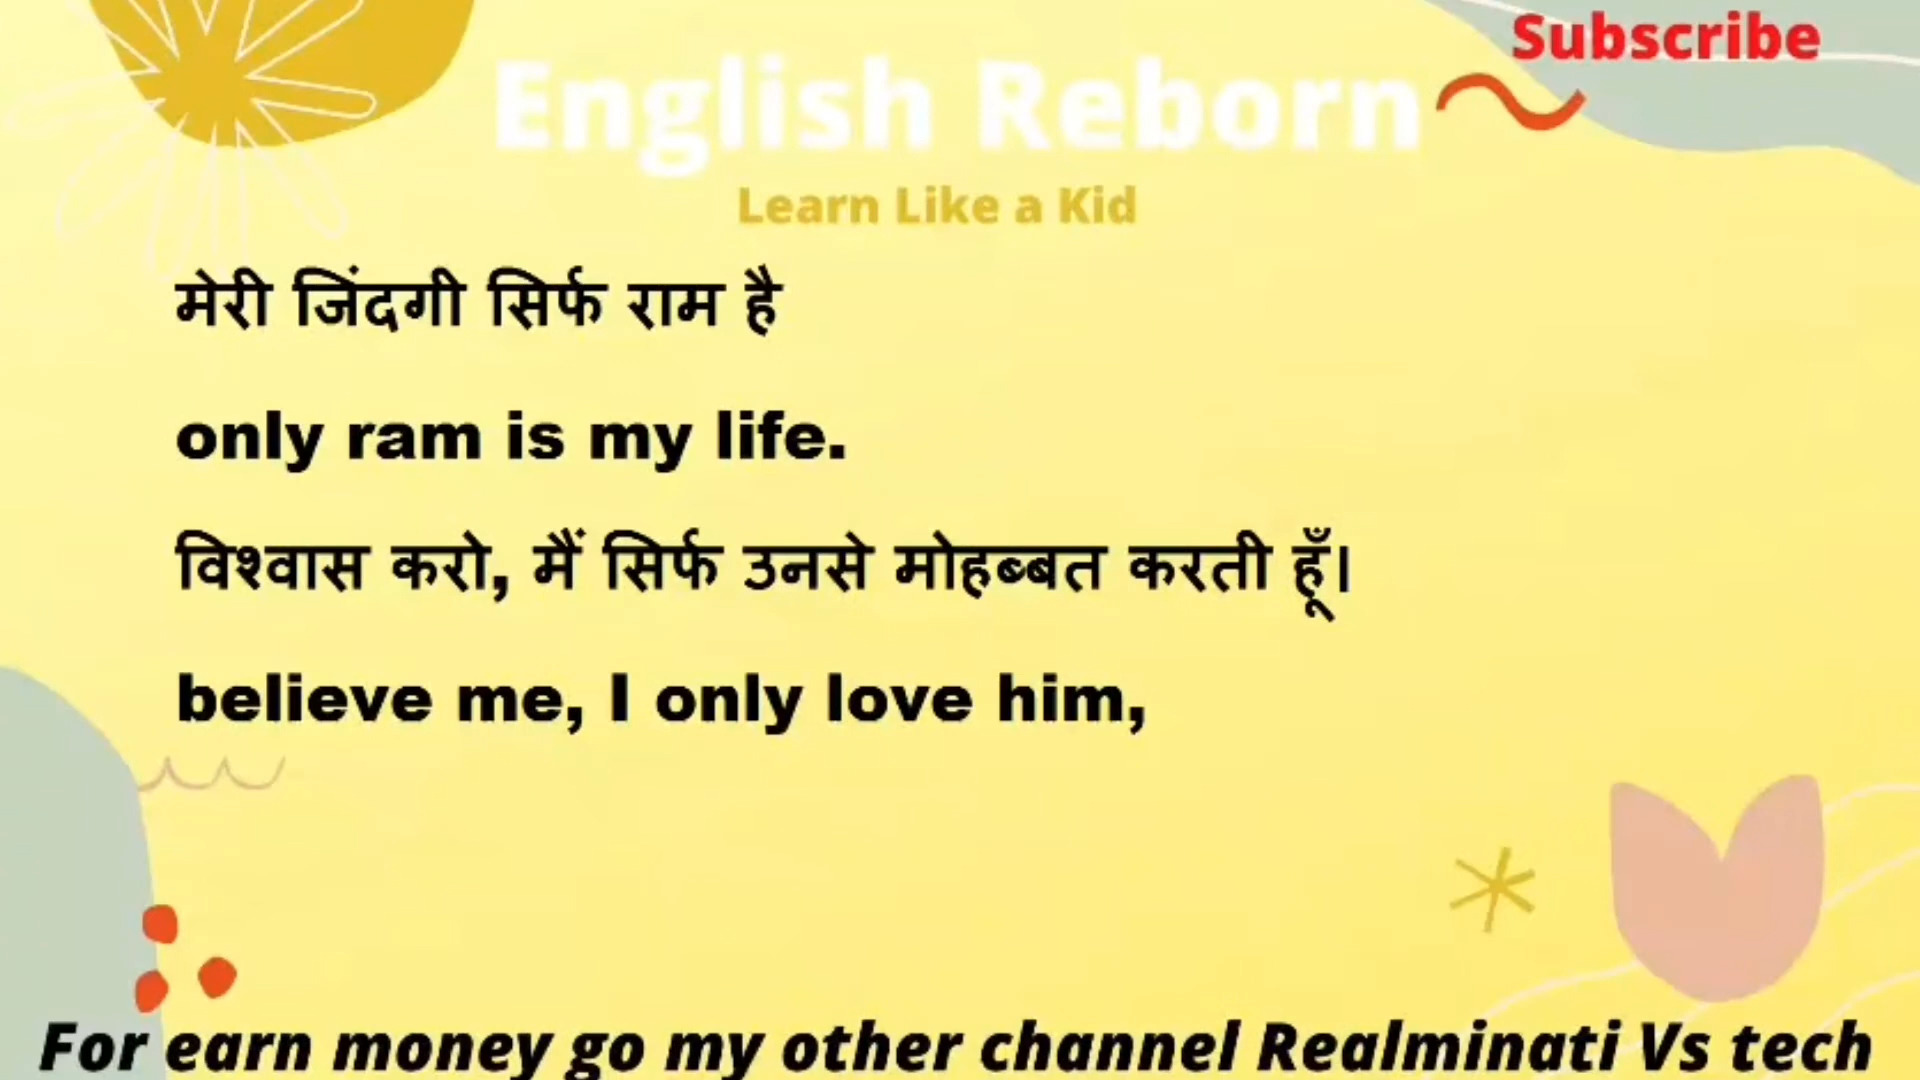 Subscribe
English Reborn
Learn Like a Kid
मेरी जिंदगी सिर्फ राम है
only ram is my life.
विश्वास करो, मैं सिर्फ उनसे मोहब्बत करती हूँ।
believe me, I only love him,
For earn money go my other channel Realminati Vs tech